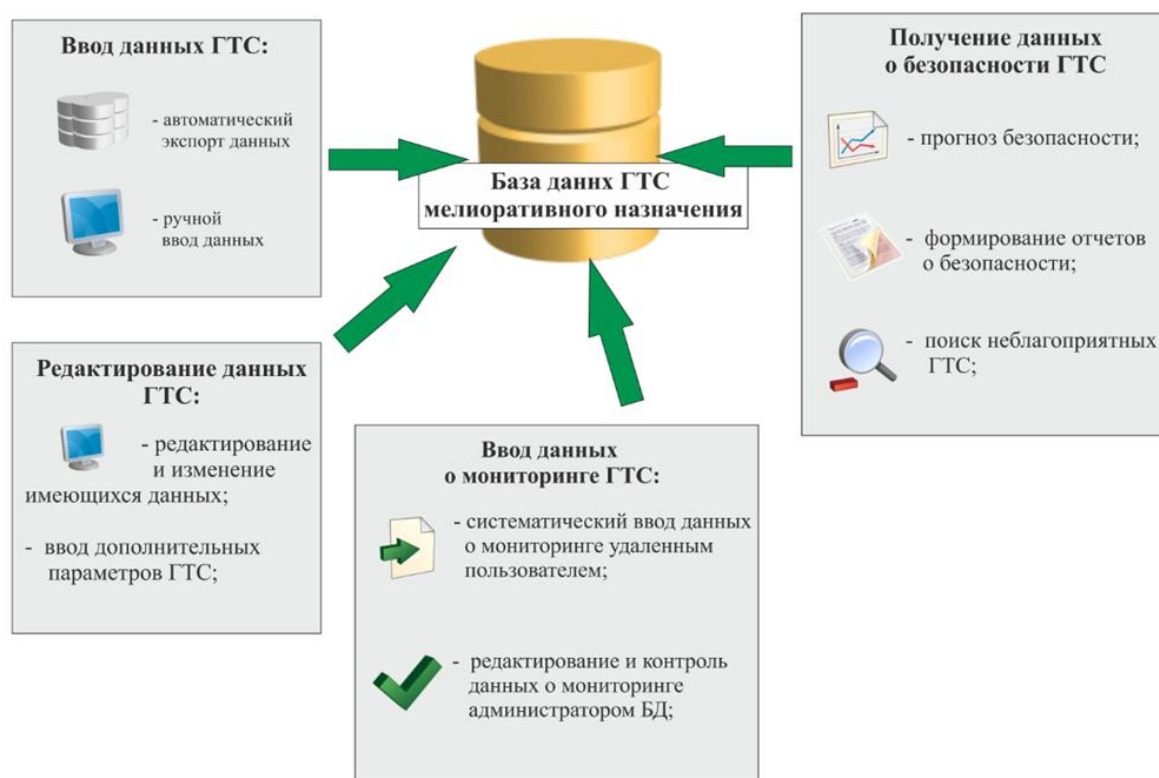 Ввод данных ГТС:
- автоматический
экспорт данных
- ручной
ввод данных
База даннх ГТС
мелиоративного назначения
Получение данных
о безопасности ГТС
- прогноз безопасности;
- формирование отчетов
о безопасности;
- поиск неблагоприятных
ГТС;
Редактирование данных
ГТС:
- редактирование
и изменение
имеющихся данных;
- ввод дополнительных
параметров ГТС;
Ввод данных
о мониторинге ГТС:
- систематический ввод данных
о мониторинге удаленным
пользователем;
- редактирование и контроль
данных о мониторинге
администратором БД;